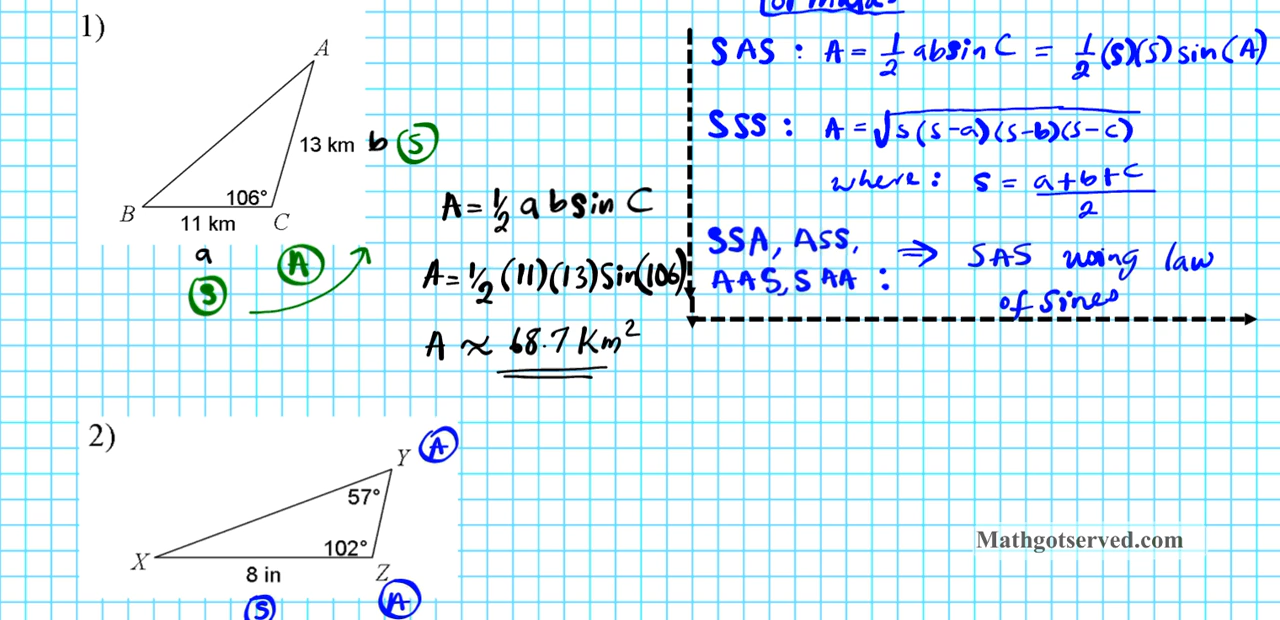 1)
A
13 km b S
106°
B
11 km
C
a
A
S
A = 1/2 a b sin C
A = 1/2 (11)(13) Sin(106)
A ≈ 68.7 Km²
SAS : A = 1/2 ab sin C = 1/2 (S)(S) sin(A)
SSS : A = √s(s-a)(s-b)(s-c)
where : s = a+b+c/2
SSA, ASS,
AAS, SAA :
⇒ SAS using law
of Sines
2)
Y A
57°
X
102°
8 in
Z
S
A
Mathgotserved.com